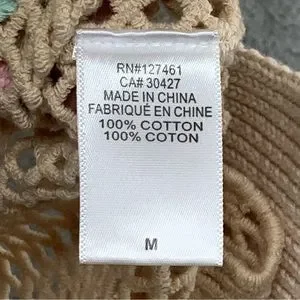 RN#127461
CA# 30427
MADE IN CHINA
FABRIQUÉ EN CHINE
100% COTTON
100% COTON
M